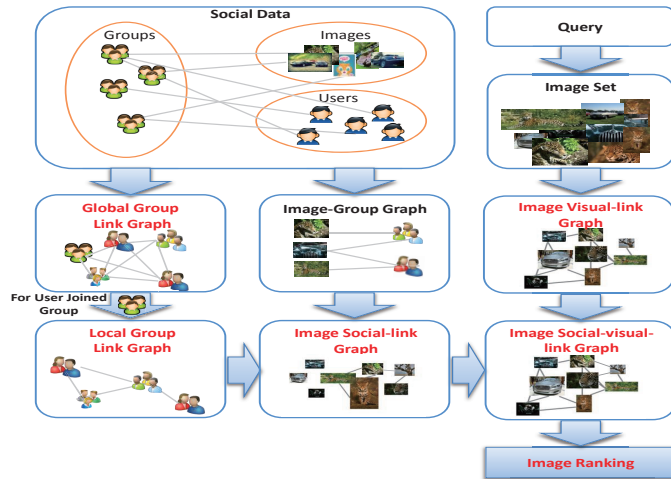 Social Data
Groups
Images
Users
Query
Image Set
Global Group
Link Graph
Image-Group Graph
Image Visual-link
Graph
For User Joined
Group
Local Group
Link Graph
Image Social-link
Graph
Image Social-visual-
link Graph
Image Ranking